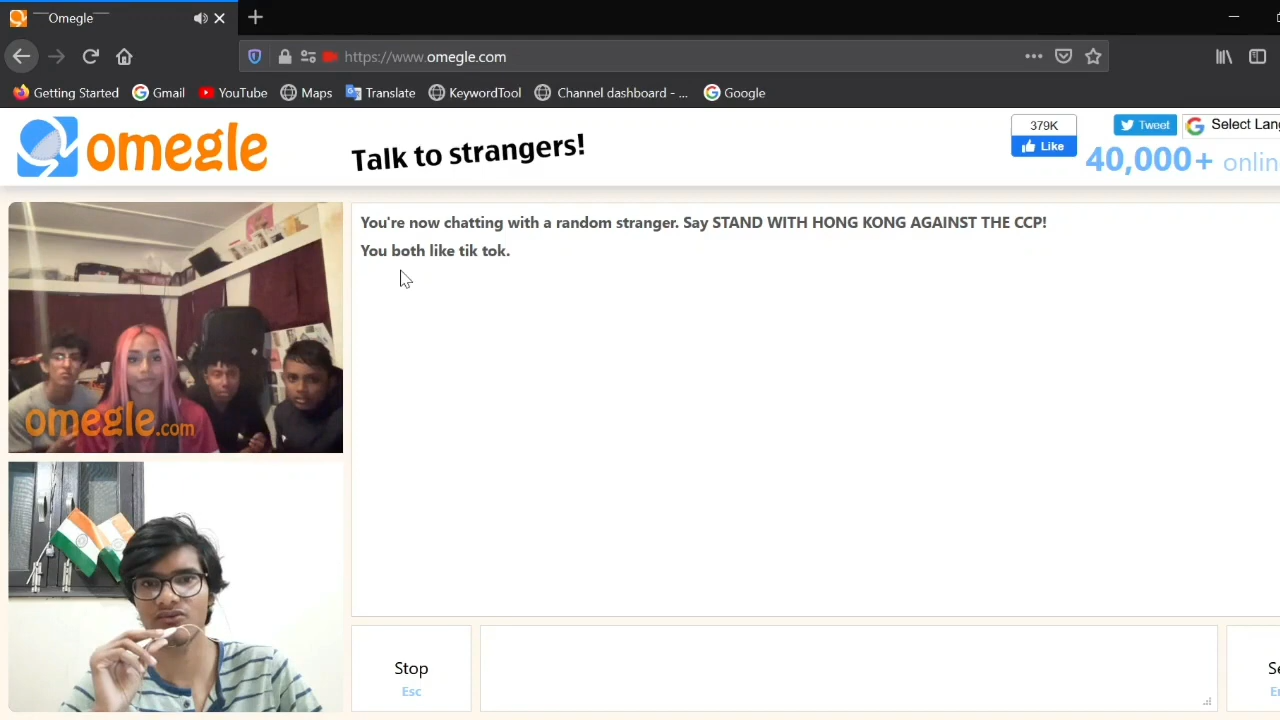 Omegle
https://www.omegle.com
Getting Started
Gmail
YouTube
Maps
Translate
KeywordTool
Channel dashboard - ...
Google
omegle
Talk to strangers!
379K
Like
Tweet
Select Lang
40,000+ onlin
You're now chatting with a random stranger. Say STAND WITH HONG KONG AGAINST THE CCP!
You both like tik tok.
omegle.com
Stop
Esc
Se
En